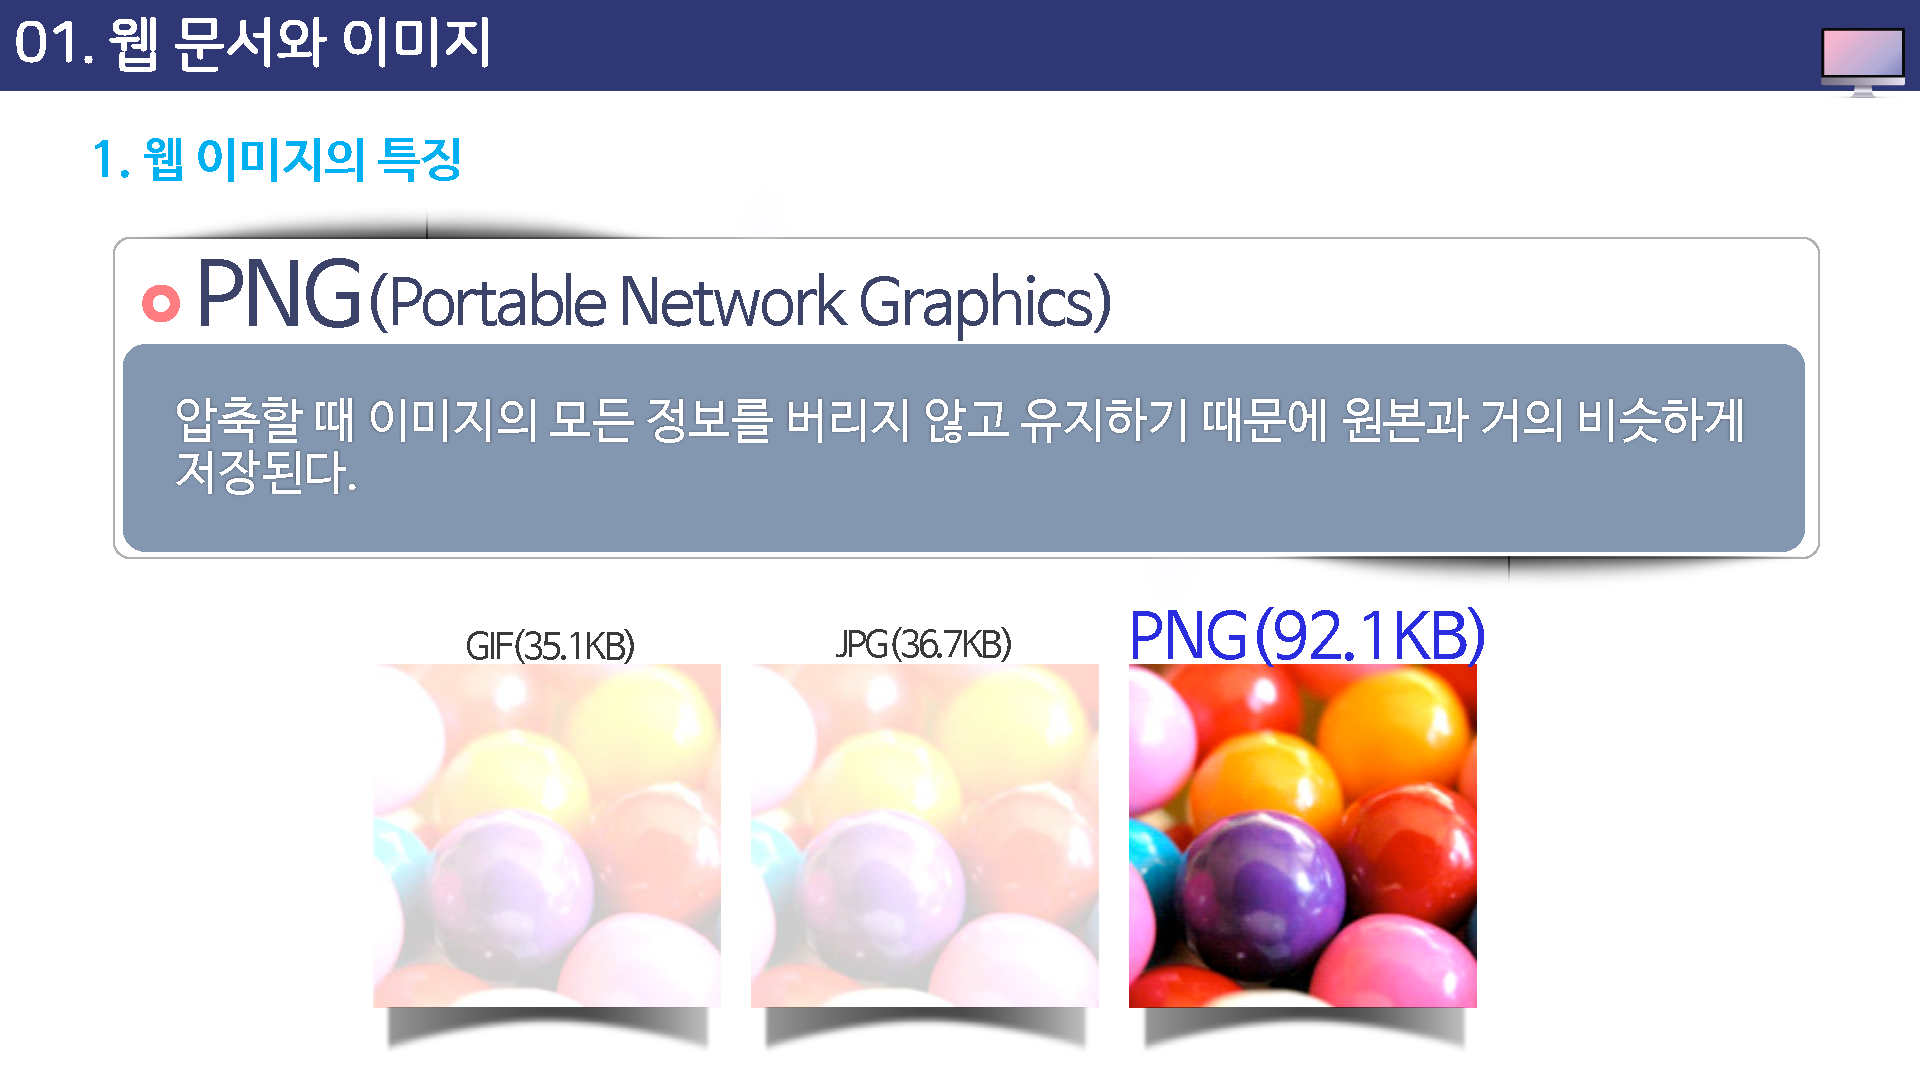 01. 웹 문서와 이미지
1. 웹 이미지의 특징
PNG(Portable Network Graphics)
압축할 때 이미지의 모든 정보를 버리지 않고 유지하기 때문에 원본과 거의 비슷하게
저장된다.
GIF(35.1KB)
JPG(36.7KB)
PNG(92.1KB)